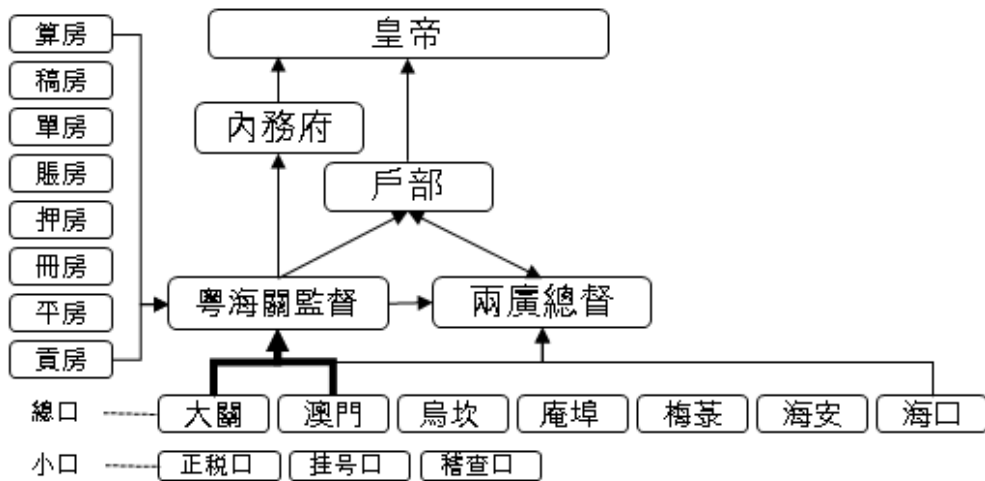 皇帝
算房
稿房
單房
賬房
押房
冊房
平房
貢房
內務府
戶部
粵海關監督
兩廣總督
總口 大關 澳門 烏坎 庵埠 梅菉 海安 海口
小口 正税口 挂号口 稽查口